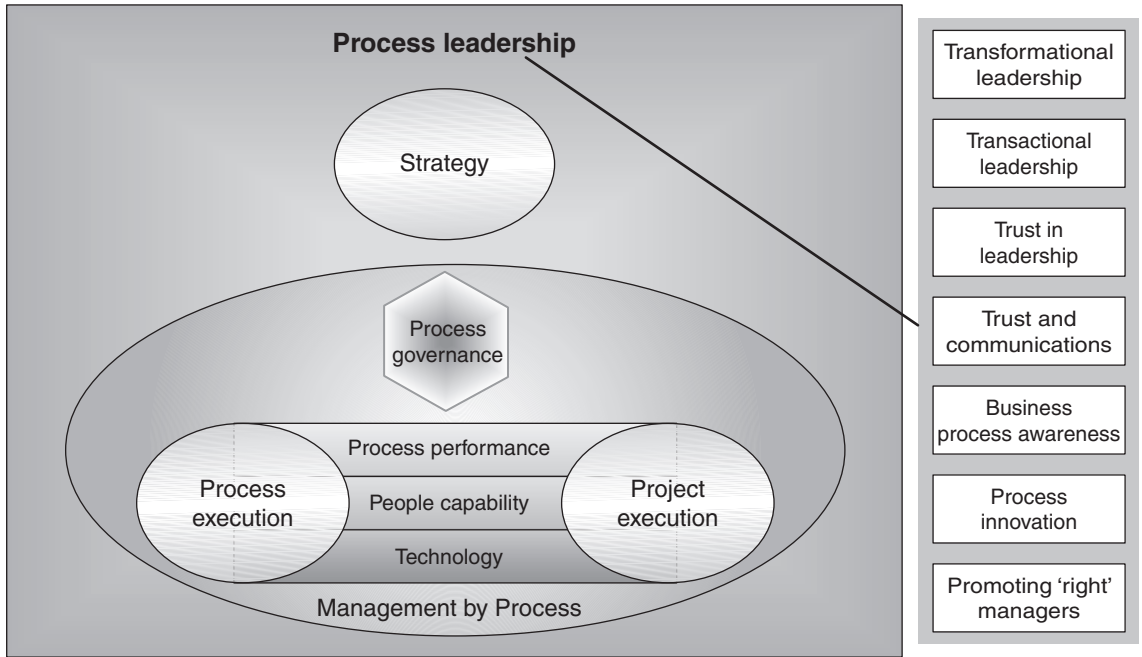 Process leadership
Strategy
Process
governance
Process performance
Process
execution
People capability
Project
execution
Technology
Management by Process
Transformational
leadership
Transactional
leadership
Trust in
leadership
Trust and
communications
Business
process awareness
Process
innovation
Promoting ‘right’
managers